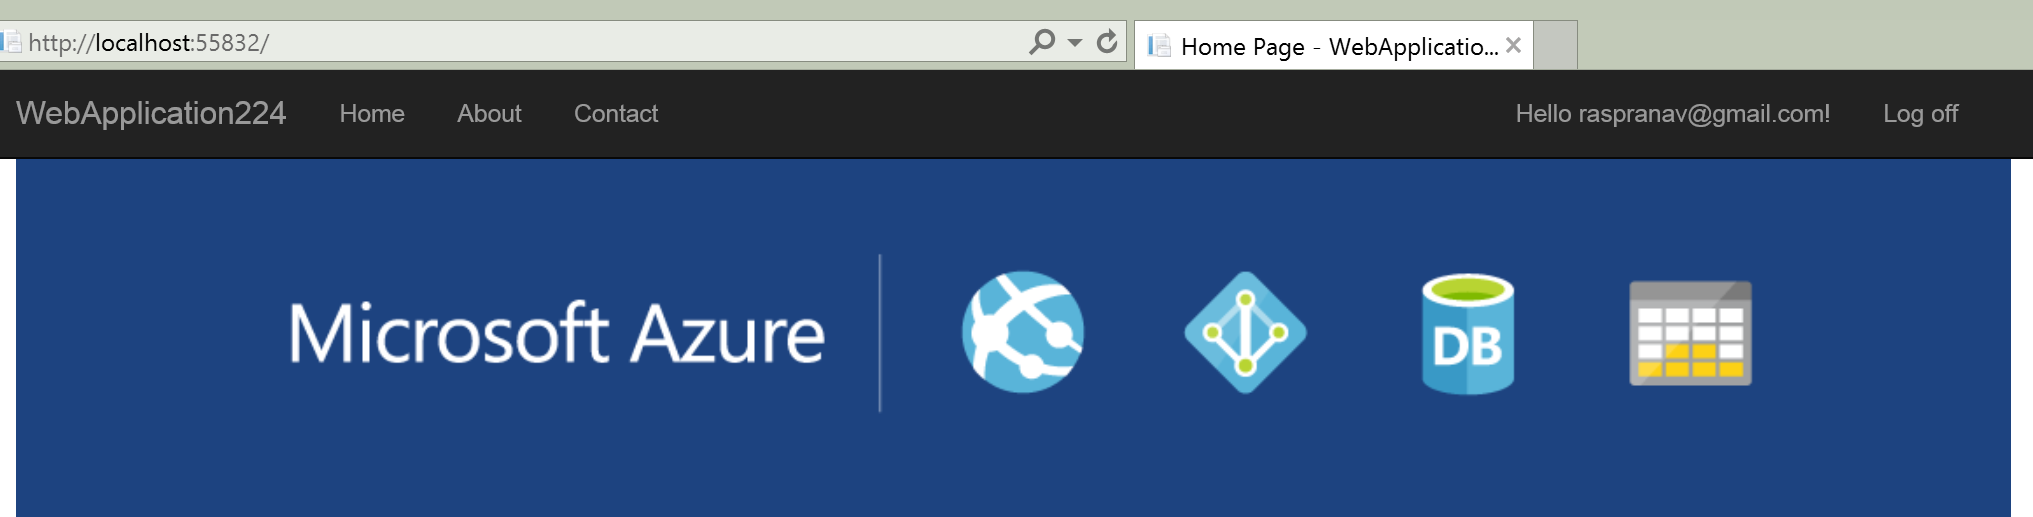 http://localhost:55832/
Home Page - WebApplicatio...
WebApplication224 Home About Contact Hello raspranav@gmail.com! Log off
Microsoft Azure
DB